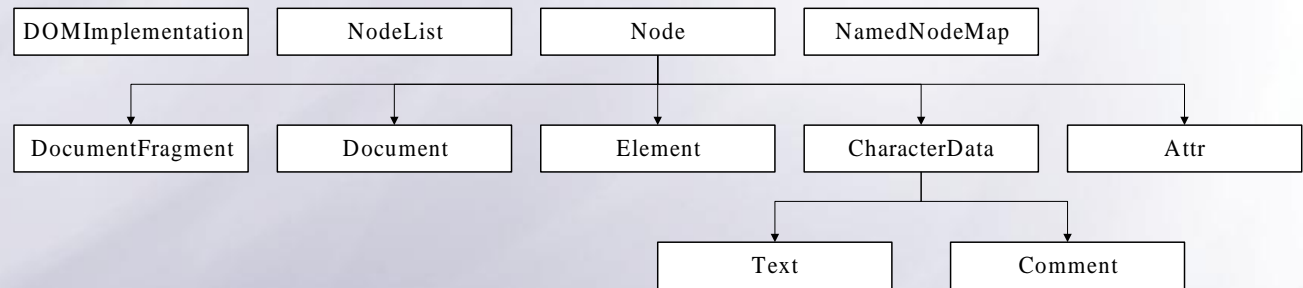 DOMImplementation NodeList Node NamedNodeMap
DocumentFragment Document Element CharacterData Attr
Text Comment